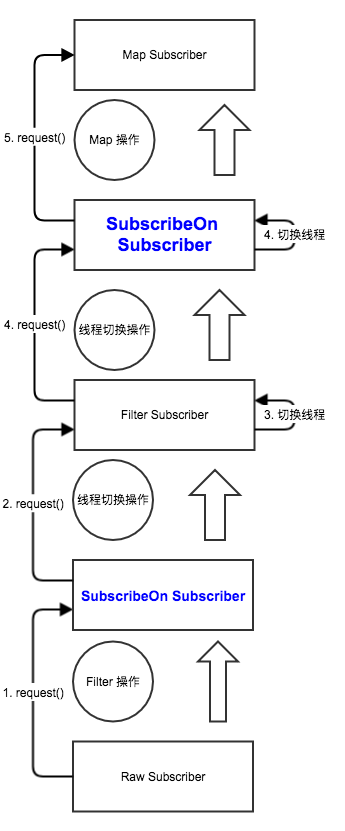 Map Subscriber
5. request()
Map 操作
SubscribeOn
Subscriber
4. 切换线程
4. request()
线程切换操作
Filter Subscriber
3. 切换线程
2. request()
线程切换操作
SubscribeOn Subscriber
1. request()
Filter 操作
Raw Subscriber